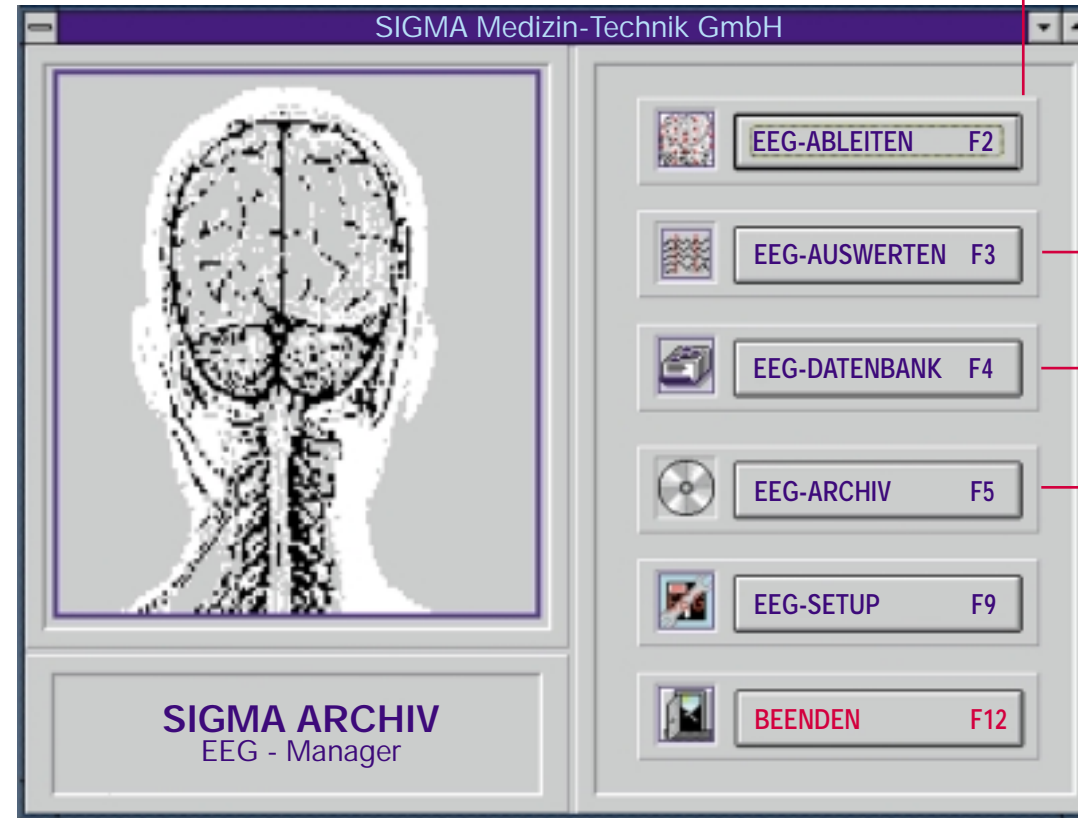 SIGMA Medizin-Technik GmbH
EEG-ABLEITEN F2
EEG-AUSWERTEN F3
EEG-DATENBANK F4
EEG-ARCHIV F5
EEG-SETUP F9
BEENDEN F12
SIGMA ARCHIV
EEG - Manager